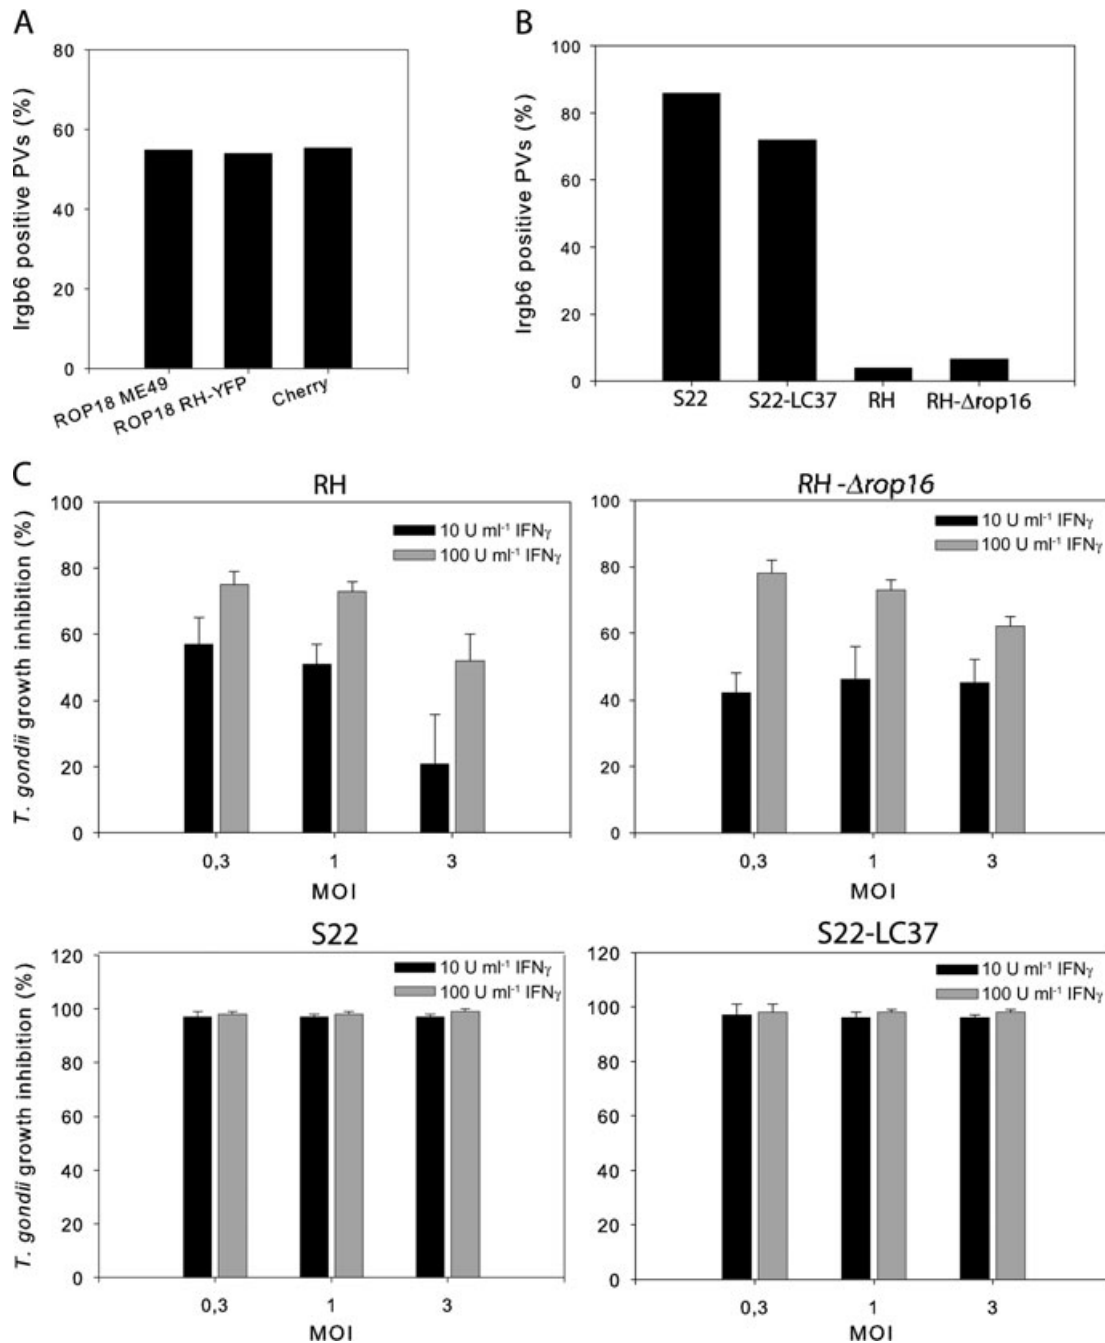 A
Irgb6 positive PVs (%)
80
60
40
20
0
ROP18 ME49
ROP18 RH-YFP
Cherry
B
Irgb6 positive PVs (%)
100
80
60
40
20
0
S22
S22-LC37
RH
RH-Δrop16
C
RH
T. gondii growth inhibition (%)
100
80
60
40
20
0
10 U ml-1 IFNγ
100 U ml-1 IFNγ
0,3
1
3
MOI
RH -Δrop16
100
80
60
40
20
0
10 U ml-1 IFNγ
100 U ml-1 IFNγ
0,3
1
3
MOI
S22
T. gondii growth inhibition (%)
120
100
80
60
40
20
0
10 U ml-1 IFNγ
100 U ml-1 IFNγ
0,3
1
3
MOI
S22-LC37
120
100
80
60
40
20
0
10 U ml-1 IFNγ
100 U ml-1 IFNγ
0,3
1
3
MOI